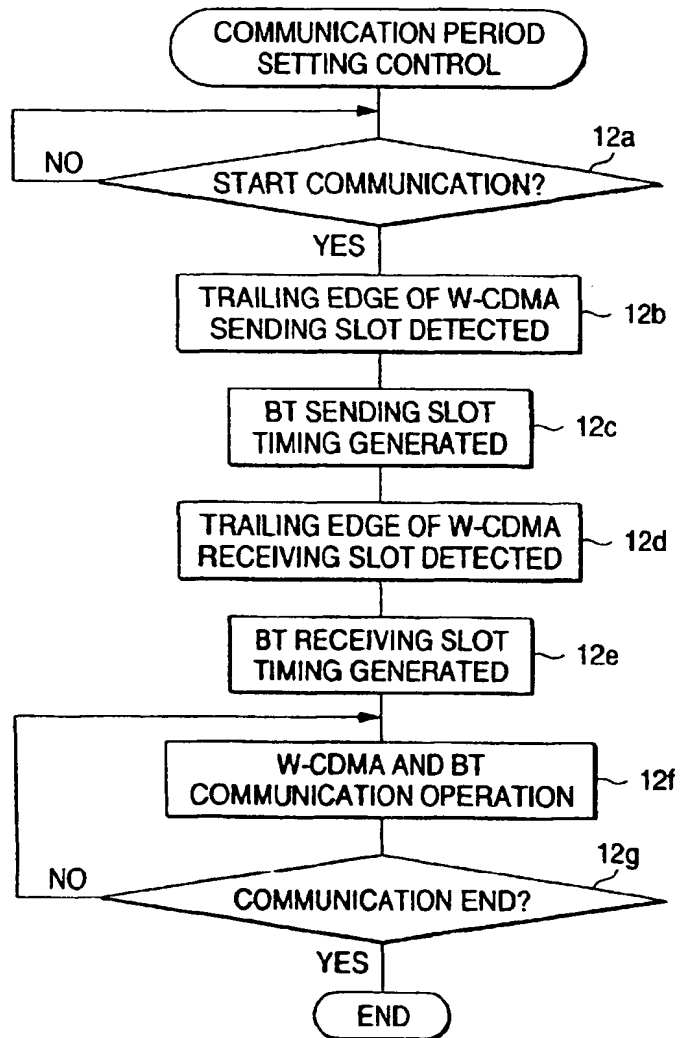 COMMUNICATION PERIOD
SETTING CONTROL
12a
NO
START COMMUNICATION?
YES
TRAILING EDGE OF W-CDMA
SENDING SLOT DETECTED
12b
BT SENDING SLOT
TIMING GENERATED
12c
TRAILING EDGE OF W-CDMA
RECEIVING SLOT DETECTED
12d
BT RECEIVING SLOT
TIMING GENERATED
12e
W-CDMA AND BT
COMMUNICATION OPERATION
12f
12g
NO
COMMUNICATION END?
YES
END